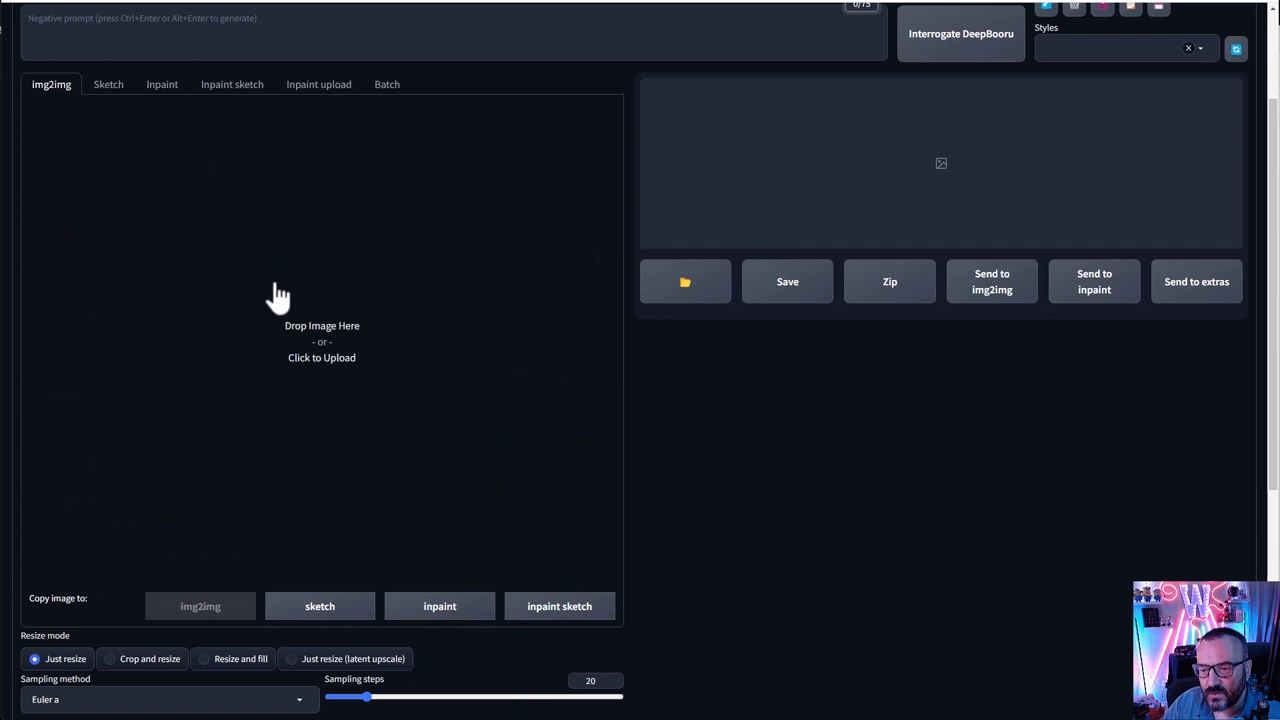 Negative prompt (press Ctrl+Enter or Alt+Enter to generate)
0/75
Interrogate DeepBooru
Styles
img2img
Sketch
Inpaint
Inpaint sketch
Inpaint upload
Batch
Drop Image Here
- or -
Click to Upload
Save
Zip
Send to
img2img
Send to
inpaint
Send to extras
Copy image to:
img2img
sketch
inpaint
inpaint sketch
Resize mode
Just resize
Crop and resize
Resize and fill
Just resize (latent upscale)
Sampling method
Sampling steps
20
Euler a
W